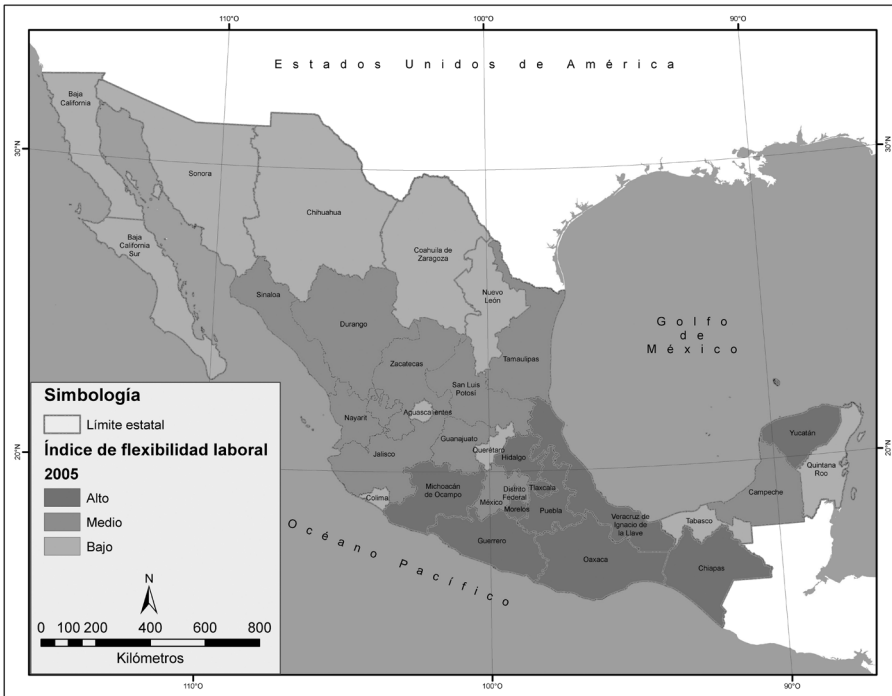 110°O
100°O
90°O
Estados Unidos de América
30°N
30°N
Baja
California
Sonora
Chihuahua
Coahuila de
Zaragoza
Baja
California
Sur
Nuevo
León
Sinaloa
Durango
Golfo
de
México
Tamaulipas
Zacatecas
San Luis
Potosí
Nayarit
Aguascalientes
Guanajuato
Querétaro
Hidalgo
Jalisco
Yucatán
20°N
20°N
Quintana
Roo
Campeche
Colima
Michoacán
de Ocampo
México
Distrito
Federal
Tlaxcala
Morelos
Puebla
Veracruz de
Ignacio de
la Llave
Tabasco
Guerrero
Oaxaca
Chiapas
Océano Pacífico
Simbología
Límite estatal
Índice de flexibilidad laboral
2005
Alto
Medio
Bajo
N
0 100 200 400 600 800
Kilómetros
110°O
100°O
90°O